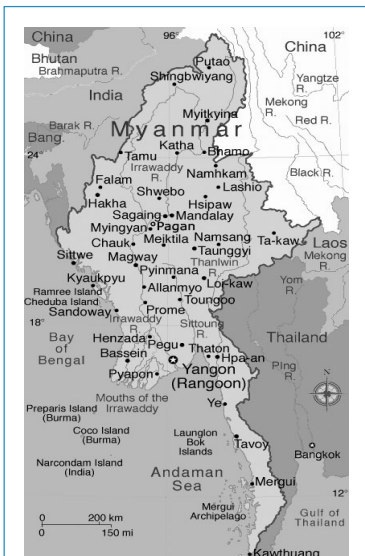 China
96°
102°
Bhutan
Putao
China
Brahmaputra R.
Shingbwiyang
Yangtze
R.
India
Mekong
R.
Myitkyina
Red R.
Barak R.
Myanmar
Bang.
Katha
Bhamo
24°
Tamu
Irrawaddy
R.
Namhkam
Black R.
Falam
Shwebo
Lashio
Hakha
Hsipaw
Sagaing
Mandalay
Myingyan
Pagan
Chauk
Meiktila
Namsang
Ta-kaw
Laos
Taunggyi
Mekong
R.
Sittwe
Magway
Thanlwin
R.
Pyinmana
Kyaukpyu
Loi-kaw
Yom
R.
Ramree Island
Allanmyo
Cheduba Island
Toungoo
Sandoway
Prome
18°
Irrawaddy
R.
Sittoung
R.
Bay
of
Bengal
Henzada
Thailand
Pegu
Thaton
Bassein
Hpa-an
Ping
R.
Pyapon
Yangon
(Rangoon)
Mouths of the
Irrawaddy
Ye
Preparis Island
(Burma)
Coco Island
(Burma)
Launglon
Bok
Islands
Tavoy
Bangkok
Narcondam Island
(India)
Andaman
Sea
Mergui
12°
Mergui
Archipelago
Gulf of
Thailand
0 200 km
0 150 mi
Kawthuang